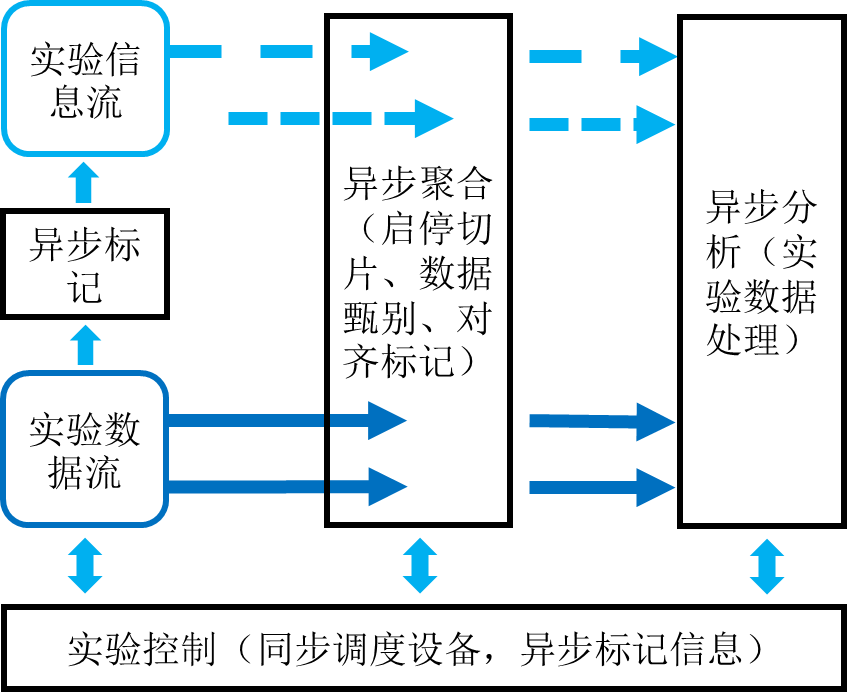 实验信
息流
异步标
记
实验数
据流
异步聚合
（启停切
片、数据
甄别、对
齐标记）
异步分
析（实
验数据
处理）
实验控制（同步调度设备，异步标记信息）